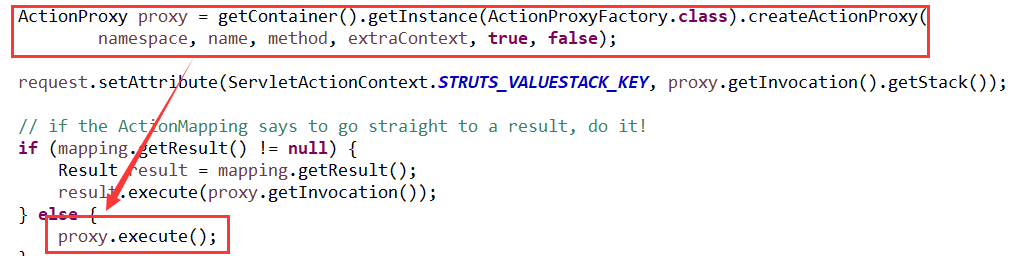 ActionProxy proxy = getContainer().getInstance(ActionProxyFactory.class).createActionProxy(
namespace, name, method, extraContext, true, false);
request.setAttribute(ServletActionContext.STRUTS_VALUESTACK_KEY, proxy.getInvocation().getStack());
// if the ActionMapping says to go straight to a result, do it!
if (mapping.getResult() != null) {
Result result = mapping.getResult();
result.execute(proxy.getInvocation());
} else {
proxy.execute();
}